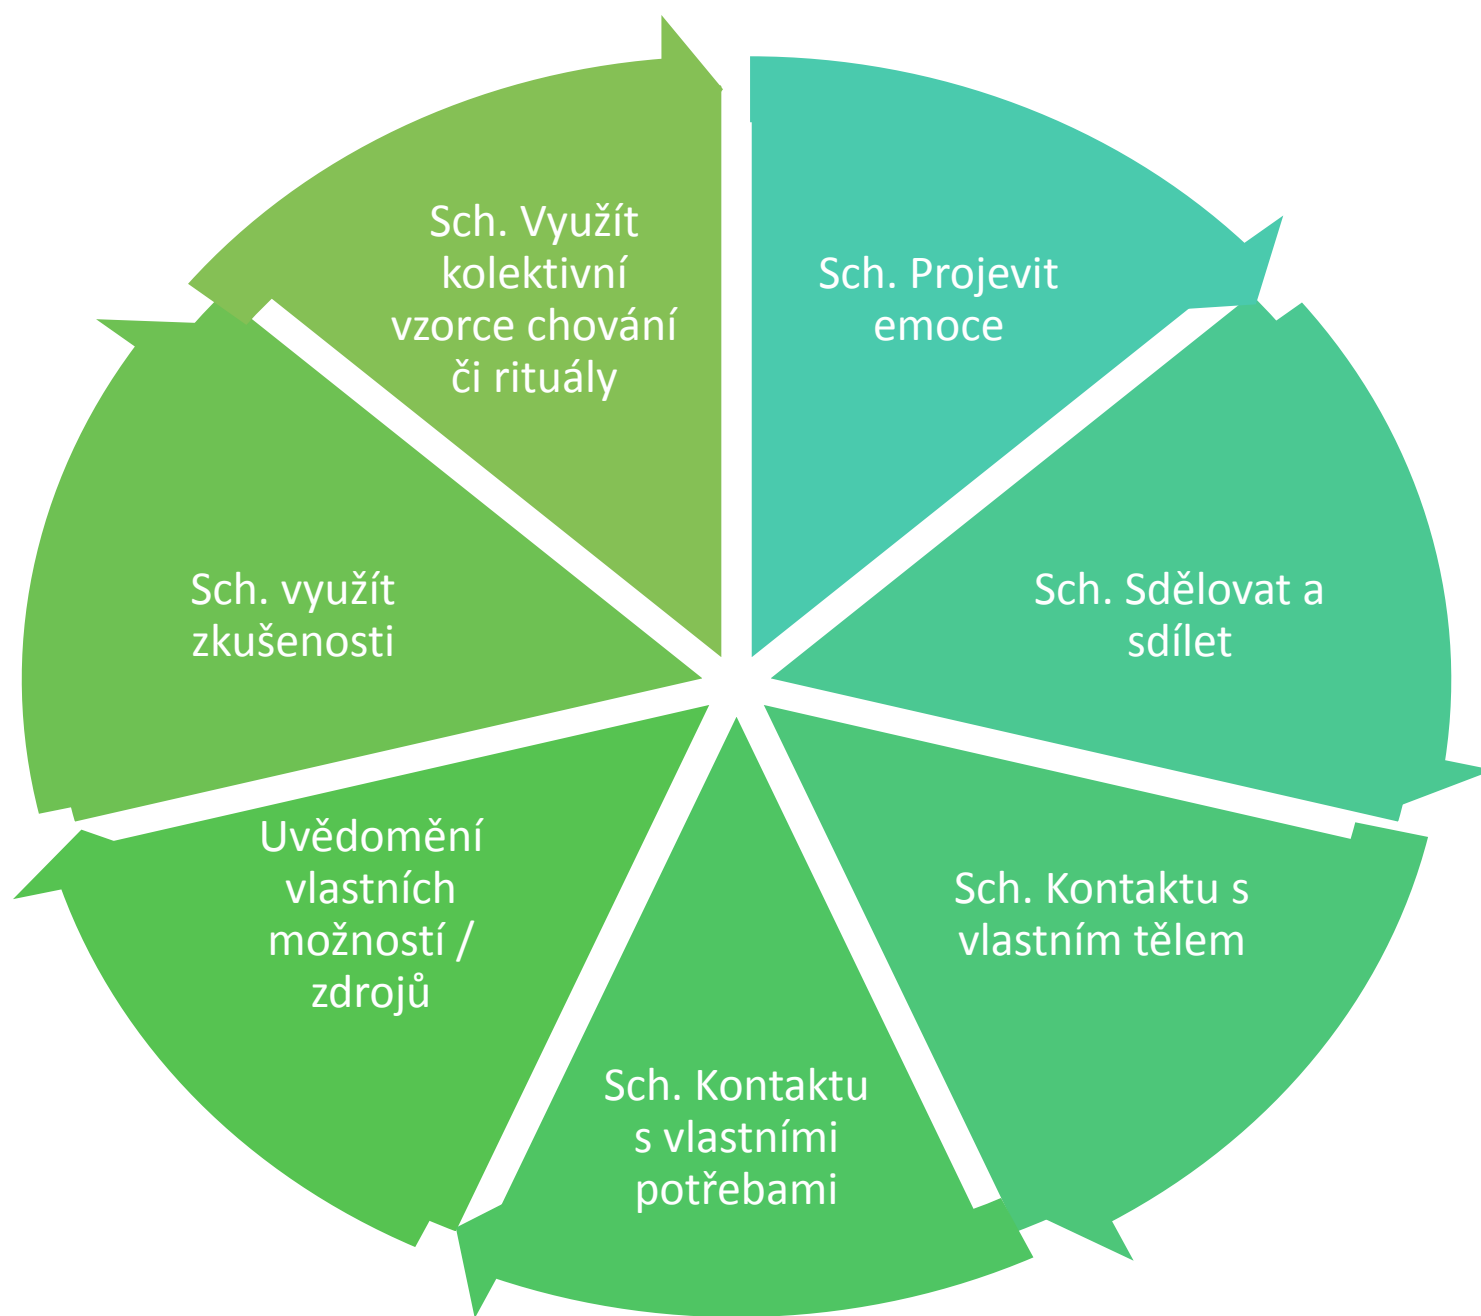 Sch. Projevit
emoce
Sch. Sdělovat a
sdílet
Sch. Kontaktu s
vlastním tělem
Sch. Kontaktu
s vlastními
potřebami
Uvědomění
vlastních
možností /
zdrojů
Sch. využít
zkušenosti
Sch. Využít
kolektivní
vzorce chování
či rituály